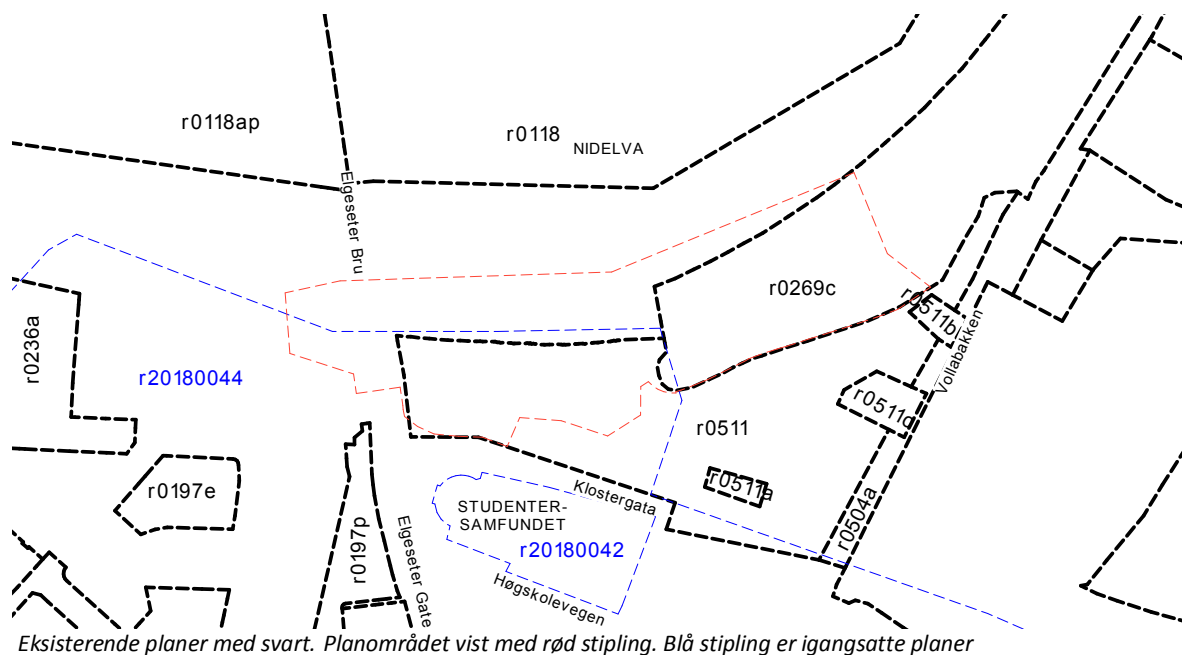 r0118ap
r0118
NIDELVA
Elgeseter Bru
r0269c
r0511b
Vollabakken
r0236a
r20180044
r0511d
r0511
r0197e
STUDENTER-
SAMFUNDET
Klostergata
r0511a
r0504a
r0197p
Elgeseter Gate
r20180042
Høgskolevegen
Eksisterende planer med svart. Planområdet vist med rød stipling. Blå stipling er igangsatte planer